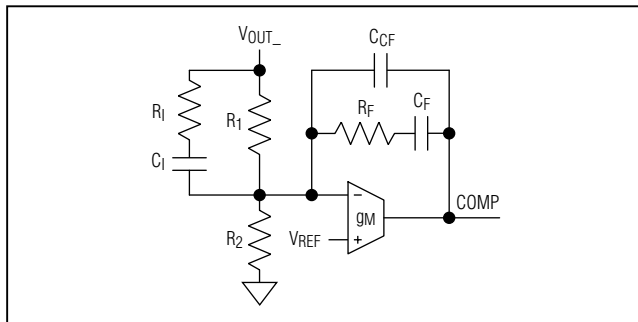 VOUT_
CCF
RI
R1
RF
CF
CI
COMP
−
gM
R2
VREF
+